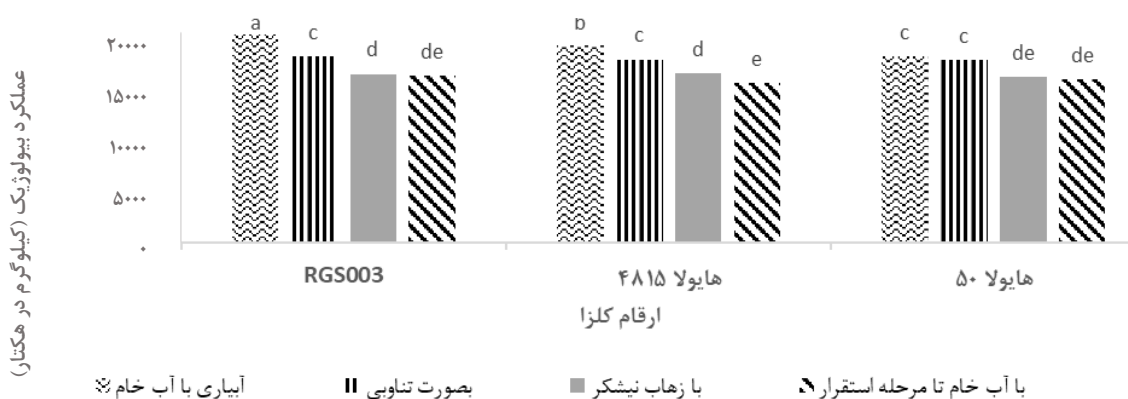 عملکرد بیولوژیک (کیلوگرم در هکتار)
۲۰۰۰۰
۱۵۰۰۰
۱۰۰۰۰
۵۰۰۰
۰
a c d de b c d e c c de de
RGS003 هایولا ۴۸۱۵ هایولا ۵۰
ارقام کلزا
آبیاری با آب خام بصورت تناوبی با زهاب نیشکر با آب خام تا مرحله استقرار